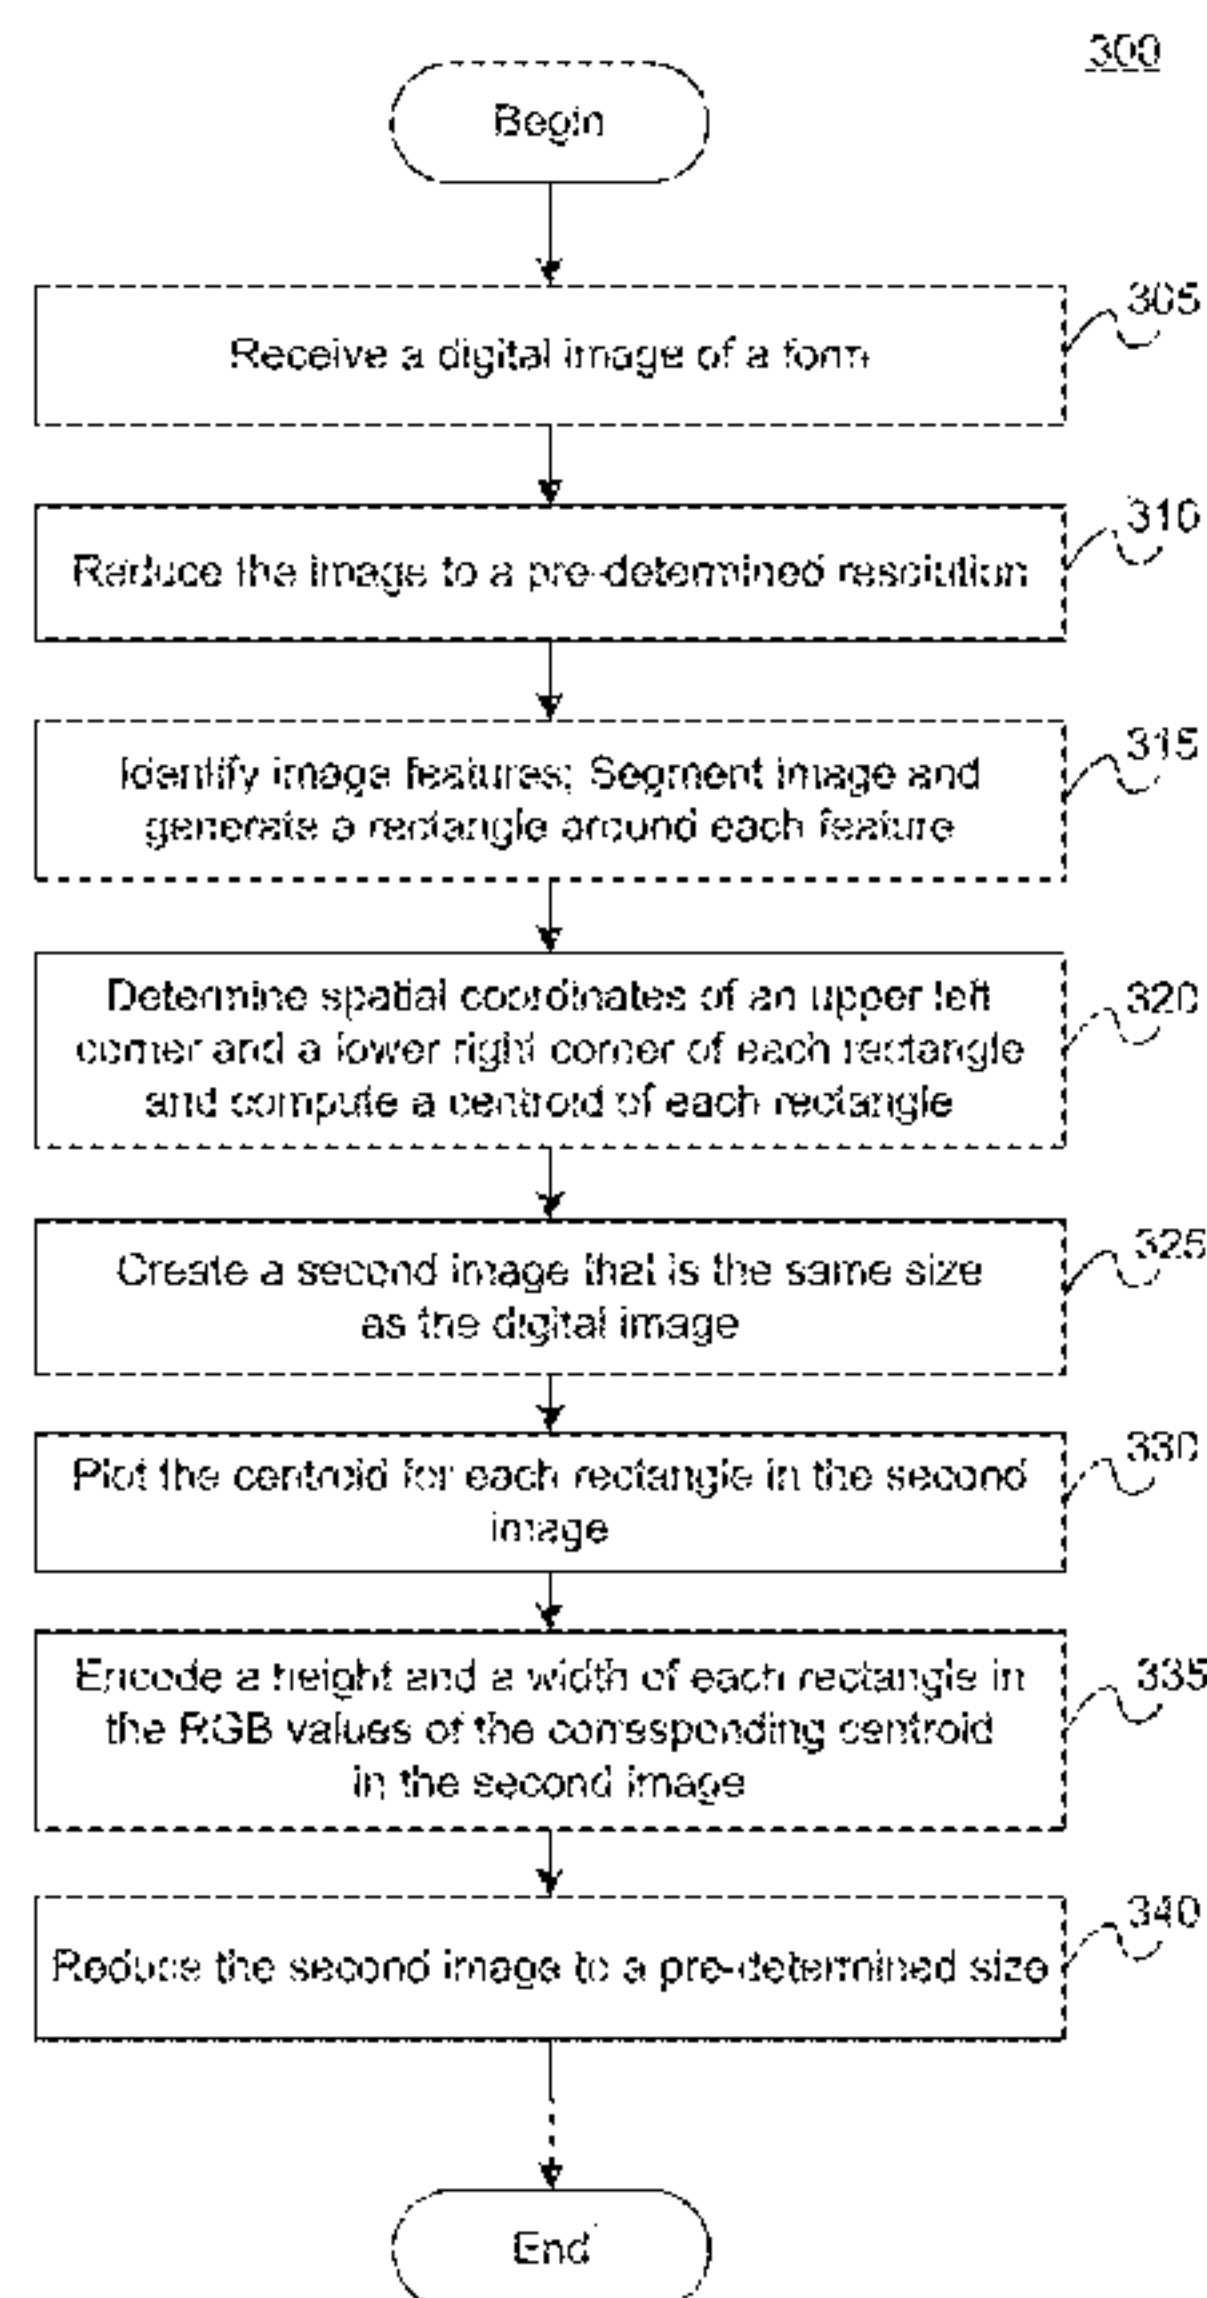 300
Begin
305
Receive a digital image of a form
310
Reduce the image to a pre-determined resolution
315
Identify image features; Segment image and
generate a rectangle around each feature
320
Determine spatial coordinates of an upper left
corner and a lower right corner of each rectangle
and compute a centroid of each rectangle
325
Create a second image that is the same size
as the digital image
330
Plot the centroid for each rectangle in the second
image
335
Encode a height and a width of each rectangle in
the RGB values of the corresponding centroid
in the second image
340
Reduce the second image to a pre-determined size
End